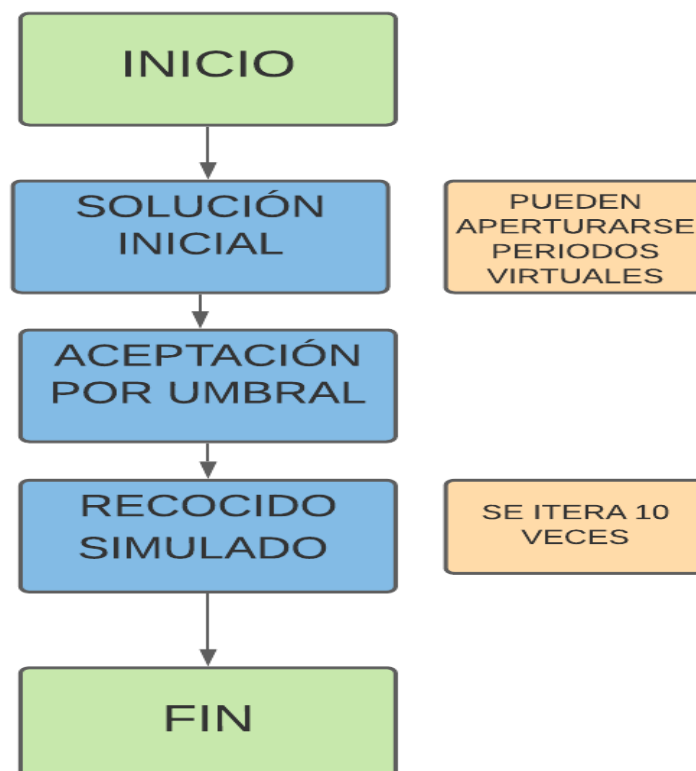 INICIO
SOLUCIÓN
INICIAL
PUEDEN
APERTURARSE
PERIODOS
VIRTUALES
ACEPTACIÓN
POR UMBRAL
RECOCIDO
SIMULADO
SE ITERA 10
VECES
FIN